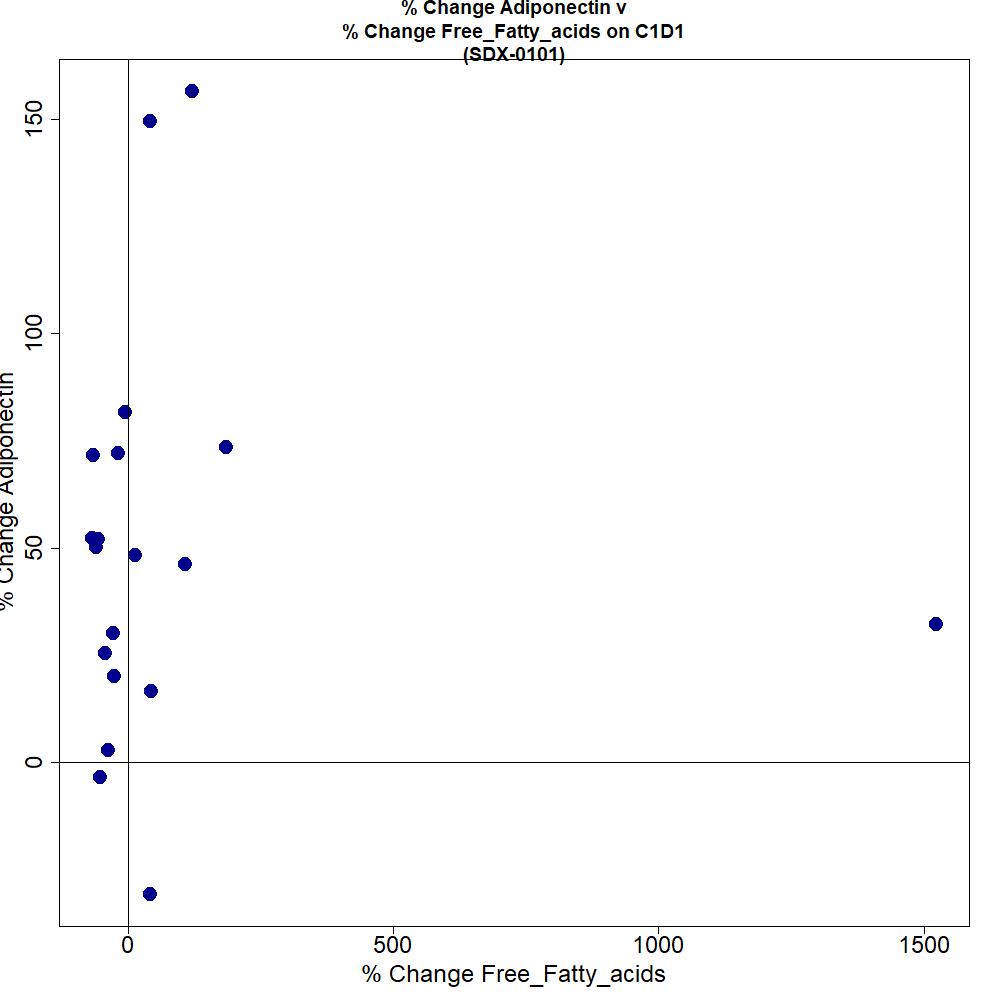 % Change Adiponectin v
% Change Free_Fatty_acids on C1D1
(SDX-0101)
% Change Adiponectin
150
100
50
0
0
500
1000
1500
% Change Free_Fatty_acids